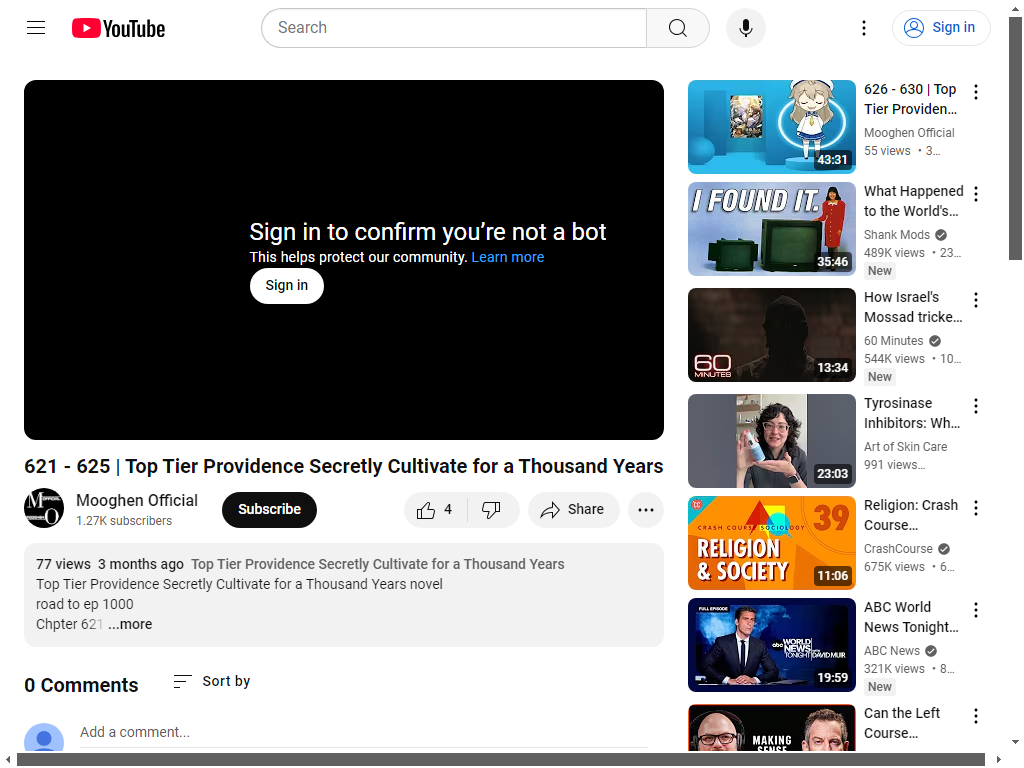 YouTube
Search
Sign in
Sign in to confirm you're not a bot
This helps protect our community. Learn more
Sign in
621 - 625 | Top Tier Providence Secretly Cultivate for a Thousand Years
Mooghen Official
1.27K subscribers
Subscribe
4
Share
77 views 3 months ago Top Tier Providence Secretly Cultivate for a Thousand Years
Top Tier Providence Secretly Cultivate for a Thousand Years novel
road to ep 1000
Chpter 621 ...more
0 Comments
Sort by
Add a comment...
43:31
626 - 630 | Top
Tier Providen...
Mooghen Official
55 views • 3...
I FOUND IT.
35:46
What Happened
to the World's...
Shank Mods
489K views • 23...
New
60
MINUTES
13:34
How Israel's
Mossad tricke...
60 Minutes
544K views • 10...
New
23:03
Tyrosinase
Inhibitors: Wh...
Art of Skin Care
991 views...
CC
CRASH COURSE SOCIOLOGY
39
RELIGION
& SOCIETY
11:06
Religion: Crash
Course...
CrashCourse
675K views • 6...
FULL EPISODE
abc WORLD
NEWS
TONIGHT DAVID MUIR
19:59
ABC World
News Tonight...
ABC News
321K views • 8...
New
MAKING
SENSE
Can the Left
Course...